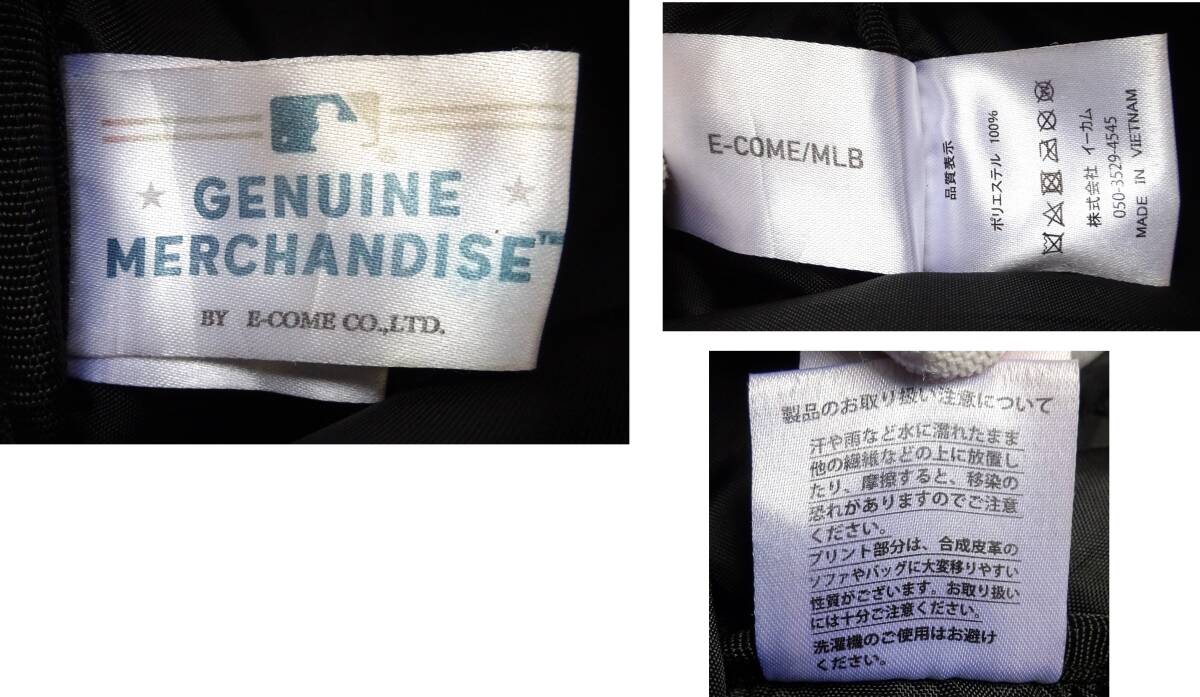 GENUINE
MERCHANDISE™
BY E-COME CO.,LTD.
E-COME/MLB
品質表示
ポリエステル 100%
株式会社 イーカム
050-3529-4545
MADE IN VIETNAM
製品のお取り扱い注意について
汗や雨など水に濡れたまま
他の繊維などの上に放置し
たり、摩擦すると、移染の
恐れがありますのでご注意
ください。
プリント部分は、合成皮革の
ソファやバッグに大変移りやすい
性質がございます。お取り扱い
には十分ご注意ください。
洗濯機のご使用はお避け
ください。